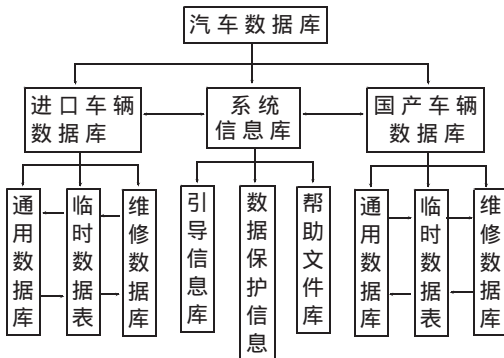 汽车数据库
进口车辆
数据库
系统
信息库
国产车辆
数据库
通用数据库
临时数据表
维修数据库
引导信息库
数据保护信息
帮助文件库
通用数据库
临时数据表
维修数据库